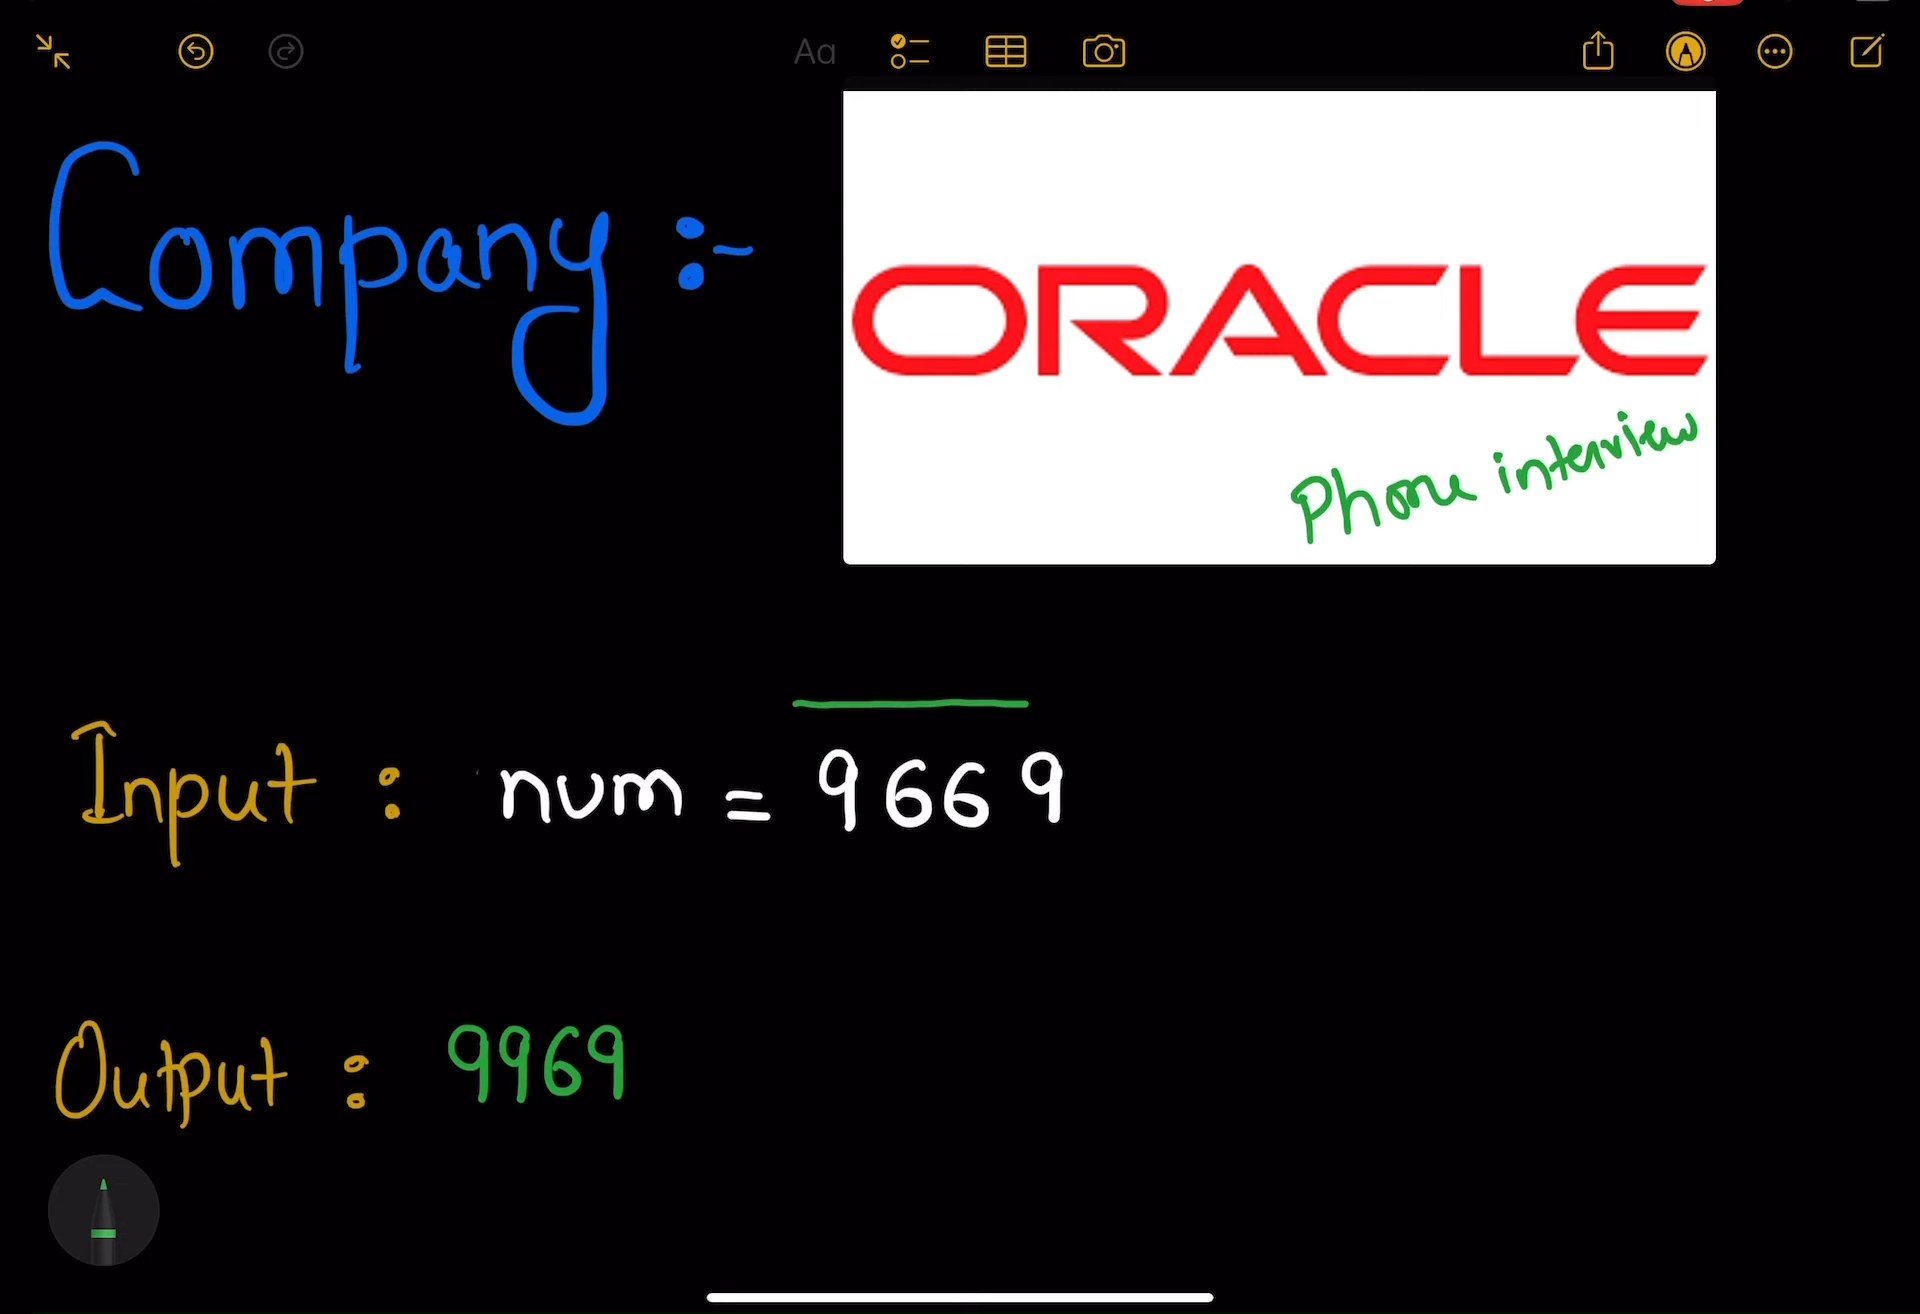 Aa
Company :-
ORACLE
Phone interview
Input : num = 9669
Output : 9969